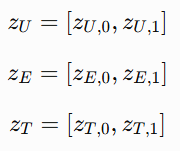 z_U = [z_{U,0}, z_{U,1}]
z_E = [z_{E,0}, z_{E,1}]
z_T = [z_{T,0}, z_{T,1}]